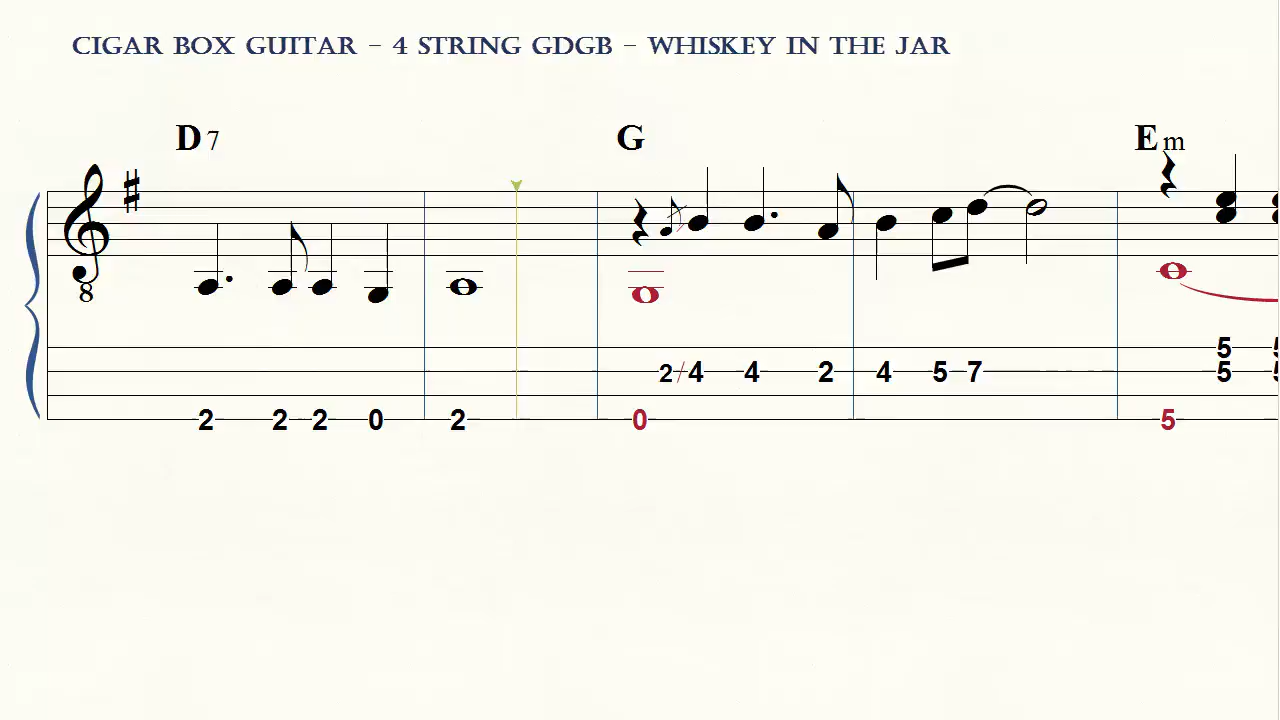 CIGAR BOX GUITAR - 4 STRING GDGB - WHISKEY IN THE JAR
D7 G Em
8
5 5
2/4 4 2 4 5 7 5 5
2 2 2 0 2 0 5